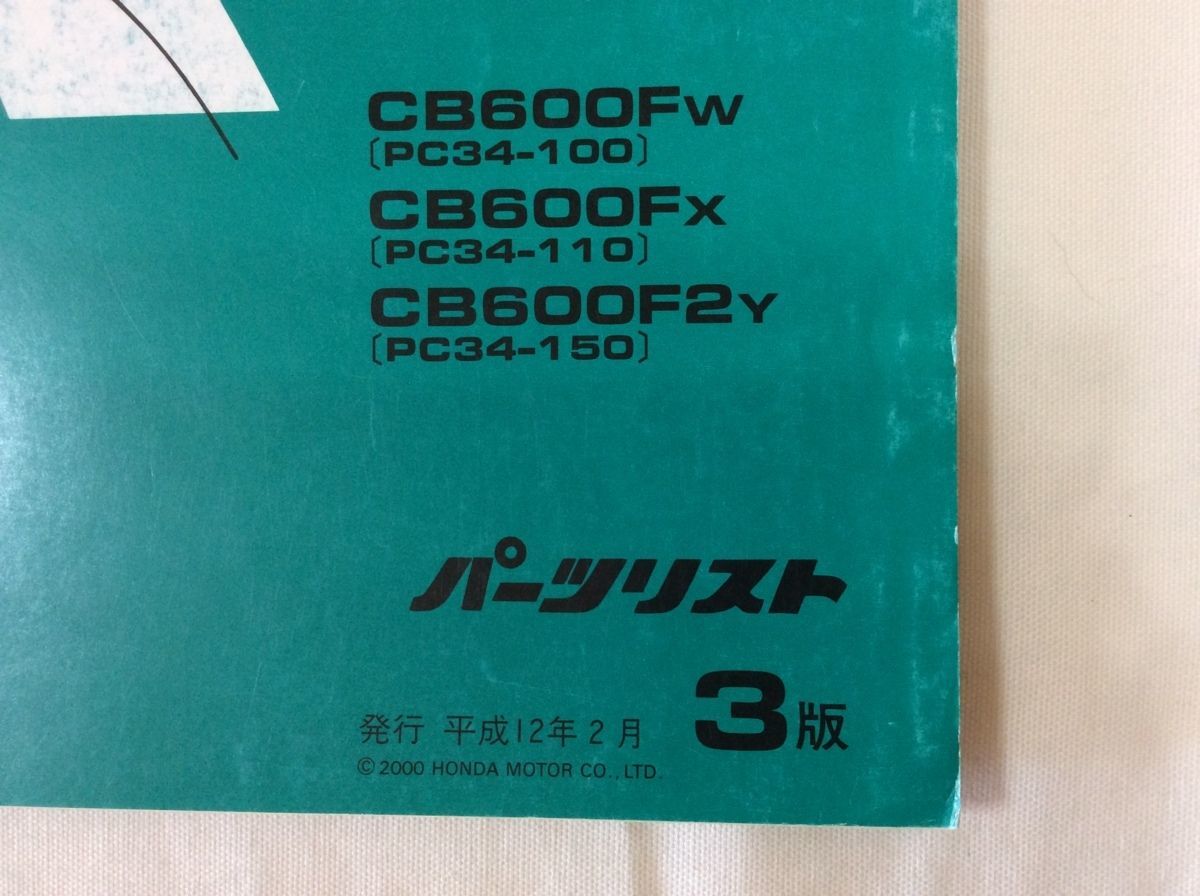 CB600FW
〔PC34-100〕
CB600FX
〔PC34-110〕
CB600F2Y
〔PC34-150〕
パーツリスト
発行 平成12年2月 3版
© 2000 HONDA MOTOR CO., LTD.